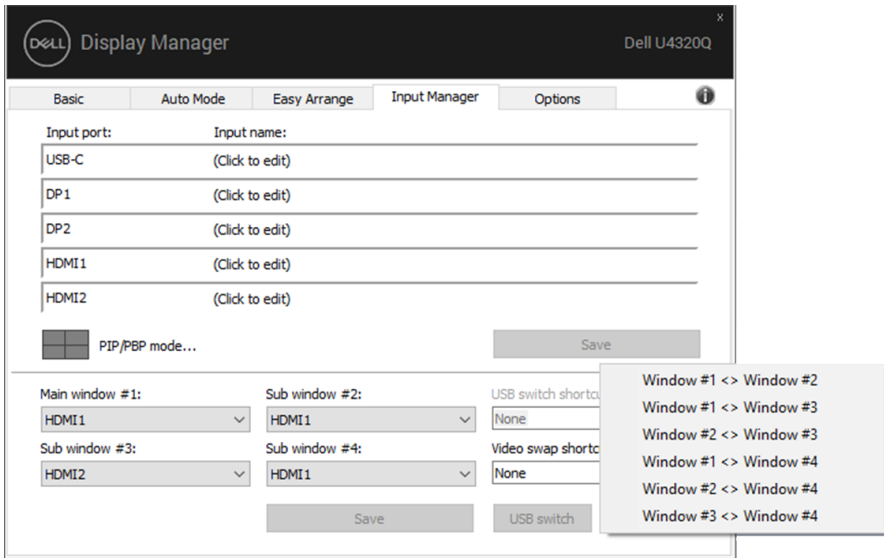 x
DELL Display Manager
Dell U4320Q
Basic Auto Mode Easy Arrange Input Manager Options i
Input port: Input name:
USB-C (Click to edit)
DP1 (Click to edit)
DP2 (Click to edit)
HDMI1 (Click to edit)
HDMI2 (Click to edit)
PIP/PBP mode... Save
Main window #1: Sub window #2: USB switch shortcu
HDMI1 HDMI1 None
Sub window #3: Sub window #4: Video swap shortc
HDMI2 HDMI1 None
Save USB switch
Window #1 <> Window #2
Window #1 <> Window #3
Window #2 <> Window #3
Window #1 <> Window #4
Window #2 <> Window #4
Window #3 <> Window #4